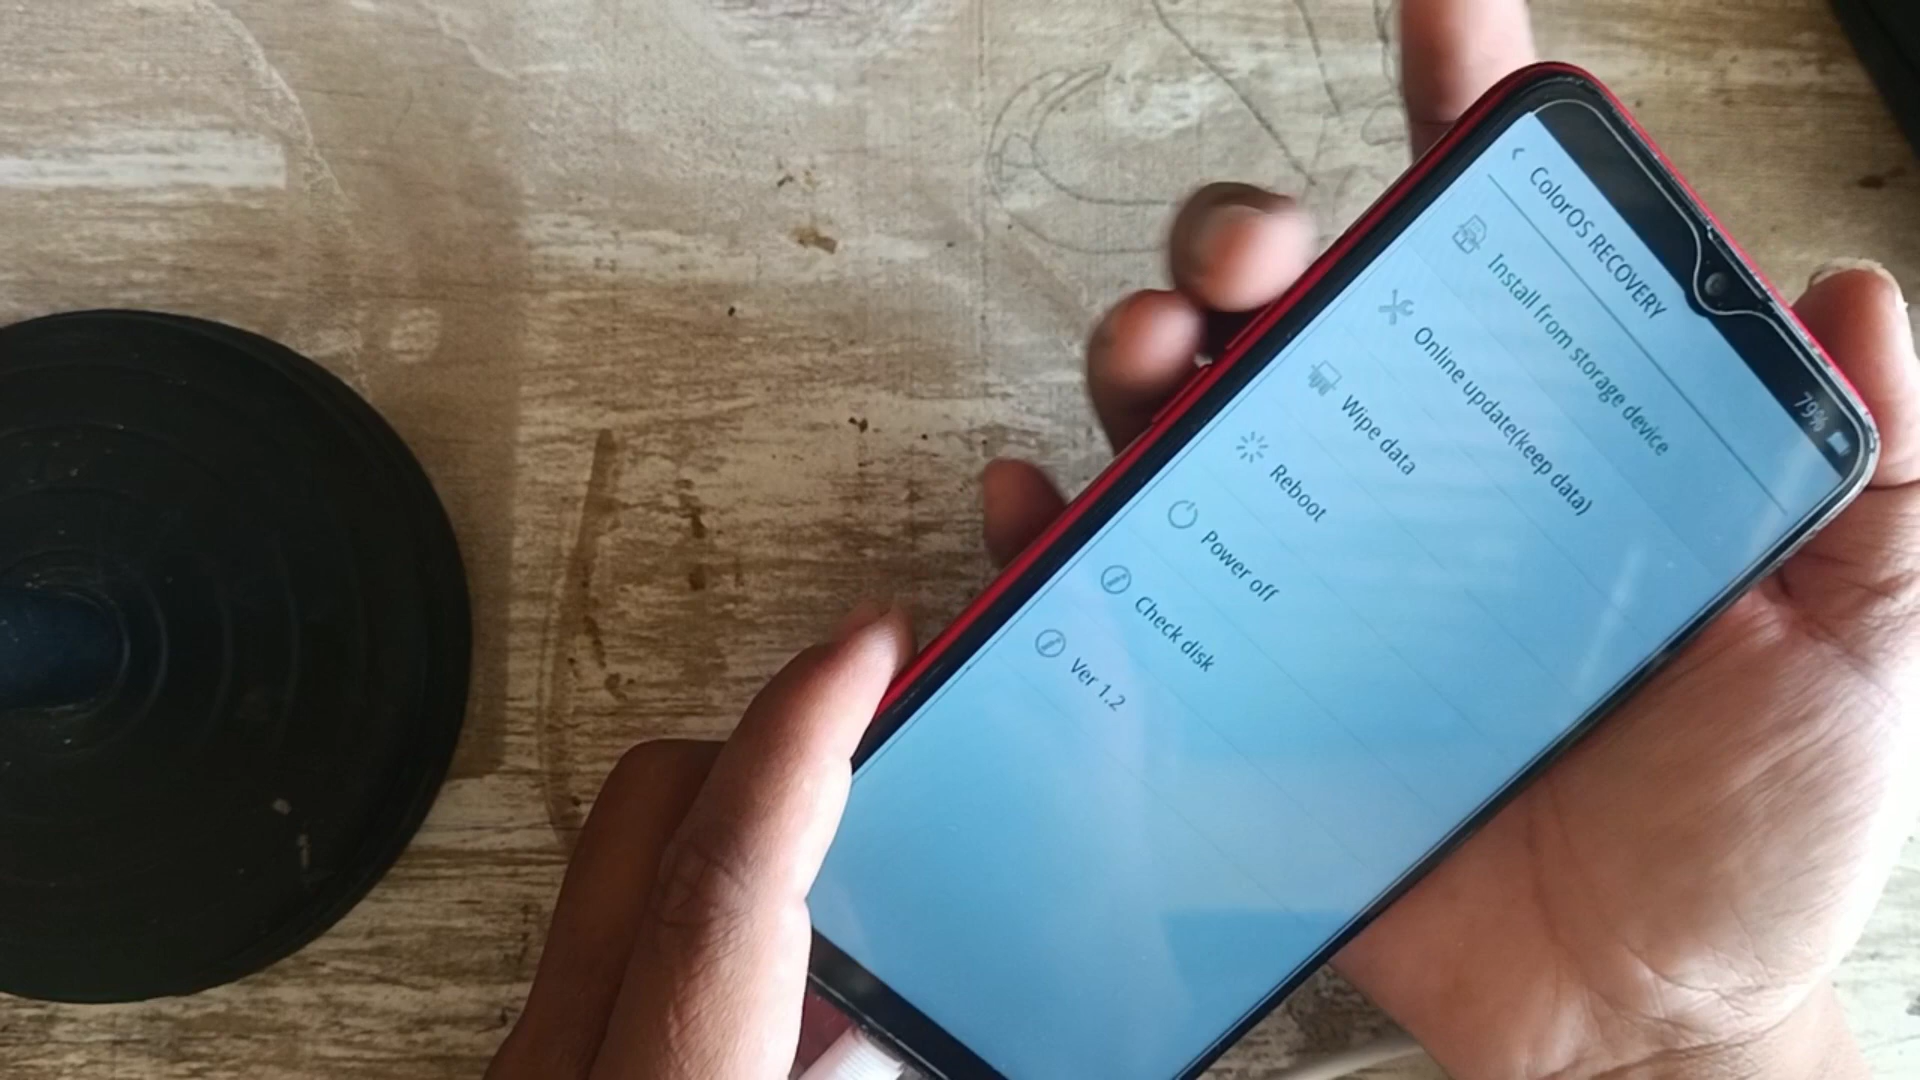 79%
ColorOS RECOVERY
Install from storage device
Online update(keep data)
Wipe data
Reboot
Power off
Check disk
Ver 1.2